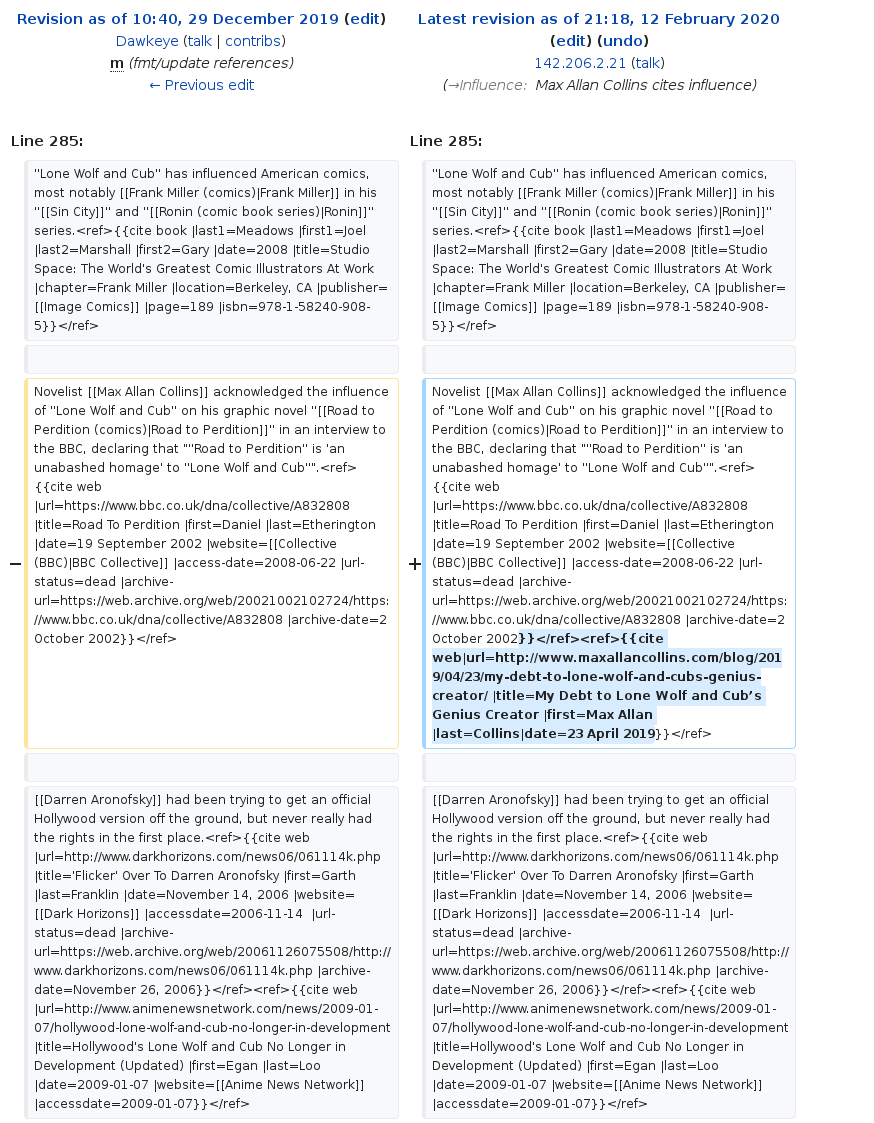 Revision as of 10:40, 29 December 2019 (edit)
Dawkeye (talk | contribs)
m (fmt/update references)
← Previous edit
Latest revision as of 21:18, 12 February 2020
(edit) (undo)
142.206.2.21 (talk)
(→Influence: Max Allan Collins cites influence)
Line 285:
Line 285:
''Lone Wolf and Cub'' has influenced American comics,
most notably [[Frank Miller (comics)|Frank Miller]] in his
''[[Sin City]]'' and ''[[Ronin (comic book series)|Ronin]]''
series.<ref>{{cite book |last1=Meadows |first1=Joel
|last2=Marshall |first2=Gary |date=2008 |title=Studio
Space: The World's Greatest Comic Illustrators At Work
|chapter=Frank Miller |location=Berkeley, CA |publisher=
[[Image Comics]] |page=189 |isbn=978-1-58240-908-
5}}</ref>
''Lone Wolf and Cub'' has influenced American comics,
most notably [[Frank Miller (comics)|Frank Miller]] in his
''[[Sin City]]'' and ''[[Ronin (comic book series)|Ronin]]''
series.<ref>{{cite book |last1=Meadows |first1=Joel
|last2=Marshall |first2=Gary |date=2008 |title=Studio
Space: The World's Greatest Comic Illustrators At Work
|chapter=Frank Miller |location=Berkeley, CA |publisher=
[[Image Comics]] |page=189 |isbn=978-1-58240-908-
5}}</ref>
−
Novelist [[Max Allan Collins]] acknowledged the influence
of ''Lone Wolf and Cub'' on his graphic novel ''[[Road to
Perdition (comics)|Road to Perdition]]'' in an interview to
the BBC, declaring that "''Road to Perdition'' is 'an
unabashed homage' to ''Lone Wolf and Cub''".<ref>
{{cite web
|url=https://www.bbc.co.uk/dna/collective/A832808
|title=Road To Perdition |first=Daniel |last=Etherington
|date=19 September 2002 |website=[[Collective
(BBC)|BBC Collective]] |access-date=2008-06-22 |url-
status=dead |archive-
url=https://web.archive.org/web/20021002102724/https:
//www.bbc.co.uk/dna/collective/A832808 |archive-date=2
October 2002}}</ref>
+
Novelist [[Max Allan Collins]] acknowledged the influence
of ''Lone Wolf and Cub'' on his graphic novel ''[[Road to
Perdition (comics)|Road to Perdition]]'' in an interview to
the BBC, declaring that "''Road to Perdition'' is 'an
unabashed homage' to ''Lone Wolf and Cub''".<ref>
{{cite web
|url=https://www.bbc.co.uk/dna/collective/A832808
|title=Road To Perdition |first=Daniel |last=Etherington
|date=19 September 2002 |website=[[Collective
(BBC)|BBC Collective]] |access-date=2008-06-22 |url-
status=dead |archive-
url=https://web.archive.org/web/20021002102724/https:
//www.bbc.co.uk/dna/collective/A832808 |archive-date=2
October 2002}}</ref><ref>{{cite
web|url=http://www.maxallancollins.com/blog/201
9/04/23/my-debt-to-lone-wolf-and-cubs-genius-
creator/ |title=My Debt to Lone Wolf and Cub’s
Genius Creator |first=Max Allan
|last=Collins|date=23 April 2019}}</ref>
[[Darren Aronofsky]] had been trying to get an official
Hollywood version off the ground, but never really had
the rights in the first place.<ref>{{cite web
|url=http://www.darkhorizons.com/news06/061114k.php
|title='Flicker' Over To Darren Aronofsky |first=Garth
|last=Franklin |date=November 14, 2006 |website=
[[Dark Horizons]] |accessdate=2006-11-14 |url-
status=dead |archive-
url=https://web.archive.org/web/20061126075508/http://
www.darkhorizons.com/news06/061114k.php |archive-
date=November 26, 2006}}</ref><ref>{{cite web
|url=http://www.animenewsnetwork.com/news/2009-01-
07/hollywood-lone-wolf-and-cub-no-longer-in-development
|title=Hollywood's Lone Wolf and Cub No Longer in
Development (Updated) |first=Egan |last=Loo
|date=2009-01-07 |website=[[Anime News Network]]
|accessdate=2009-01-07}}</ref>
[[Darren Aronofsky]] had been trying to get an official
Hollywood version off the ground, but never really had
the rights in the first place.<ref>{{cite web
|url=http://www.darkhorizons.com/news06/061114k.php
|title='Flicker' Over To Darren Aronofsky |first=Garth
|last=Franklin |date=November 14, 2006 |website=
[[Dark Horizons]] |accessdate=2006-11-14 |url-
status=dead |archive-
url=https://web.archive.org/web/20061126075508/http://
www.darkhorizons.com/news06/061114k.php |archive-
date=November 26, 2006}}</ref><ref>{{cite web
|url=http://www.animenewsnetwork.com/news/2009-01-
07/hollywood-lone-wolf-and-cub-no-longer-in-development
|title=Hollywood's Lone Wolf and Cub No Longer in
Development (Updated) |first=Egan |last=Loo
|date=2009-01-07 |website=[[Anime News Network]]
|accessdate=2009-01-07}}</ref>